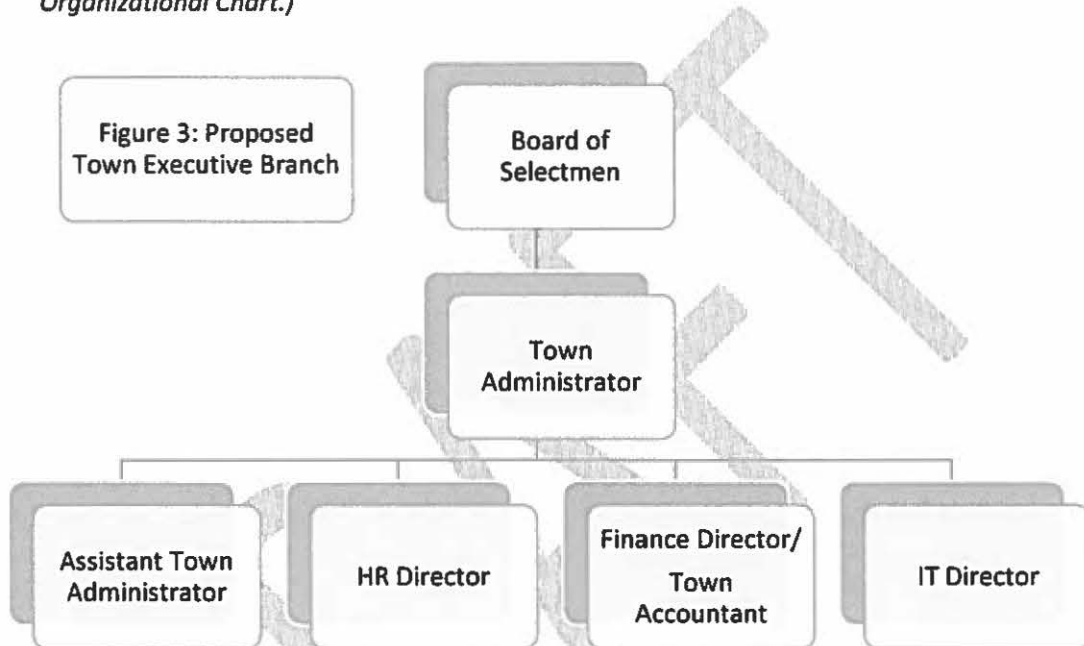 Organizational Chart.)
Figure 3: Proposed
Town Executive Branch
Board of
Selectmen
Town
Administrator
Assistant Town
Administrator
HR Director
Finance Director/
Town
Accountant
IT Director